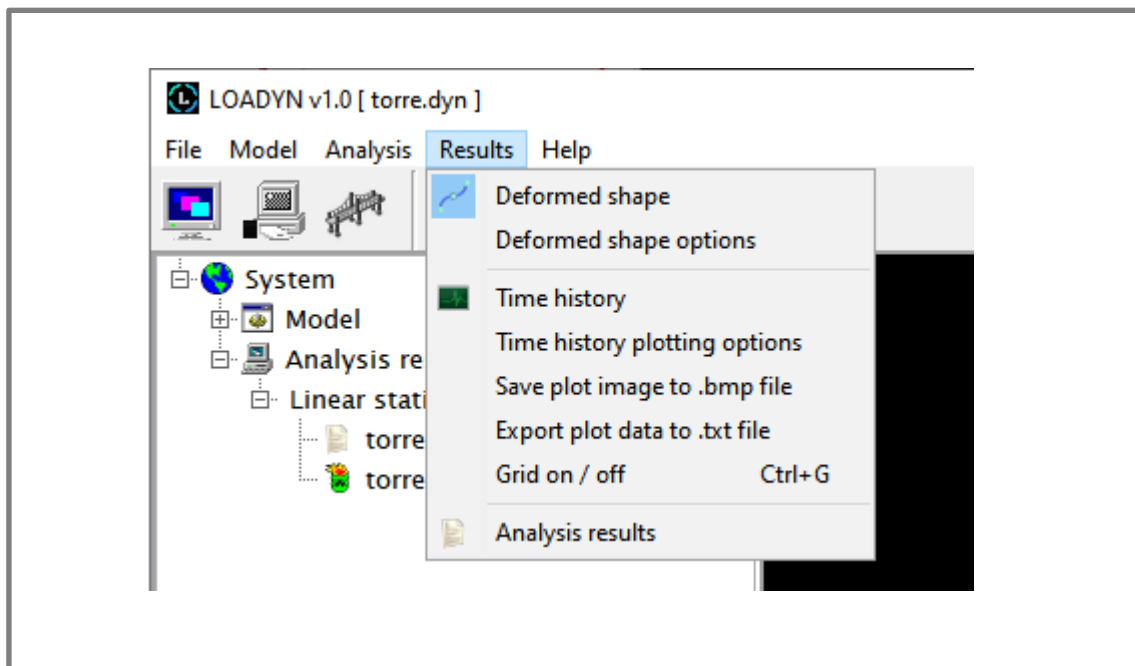 LOADYN v1.0 [ torre.dyn ]
File Model Analysis Results Help
Deformed shape
Deformed shape options
Time history
Time history plotting options
Save plot image to .bmp file
Export plot data to .txt file
Grid on / off Ctrl+G
Analysis results
System
Model
Analysis re
Linear stati
torre
torre